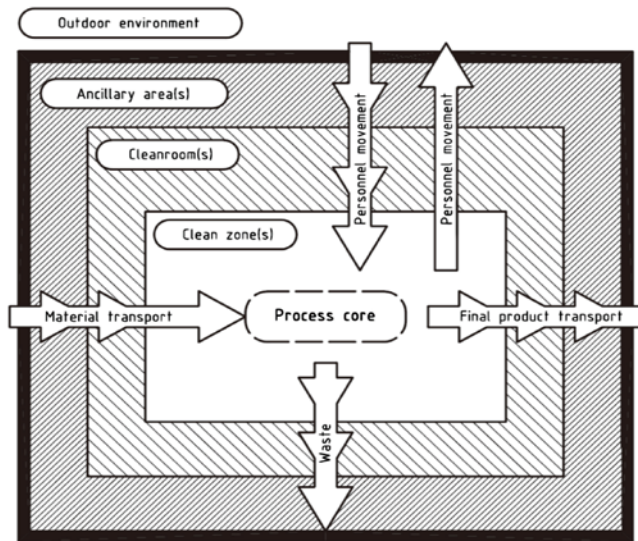 Outdoor environment
Ancillary area(s)
Cleanroom(s)
Clean zone(s)
Personnel movement
Personnel movement
Material transport
Process core
Final product transport
Waste